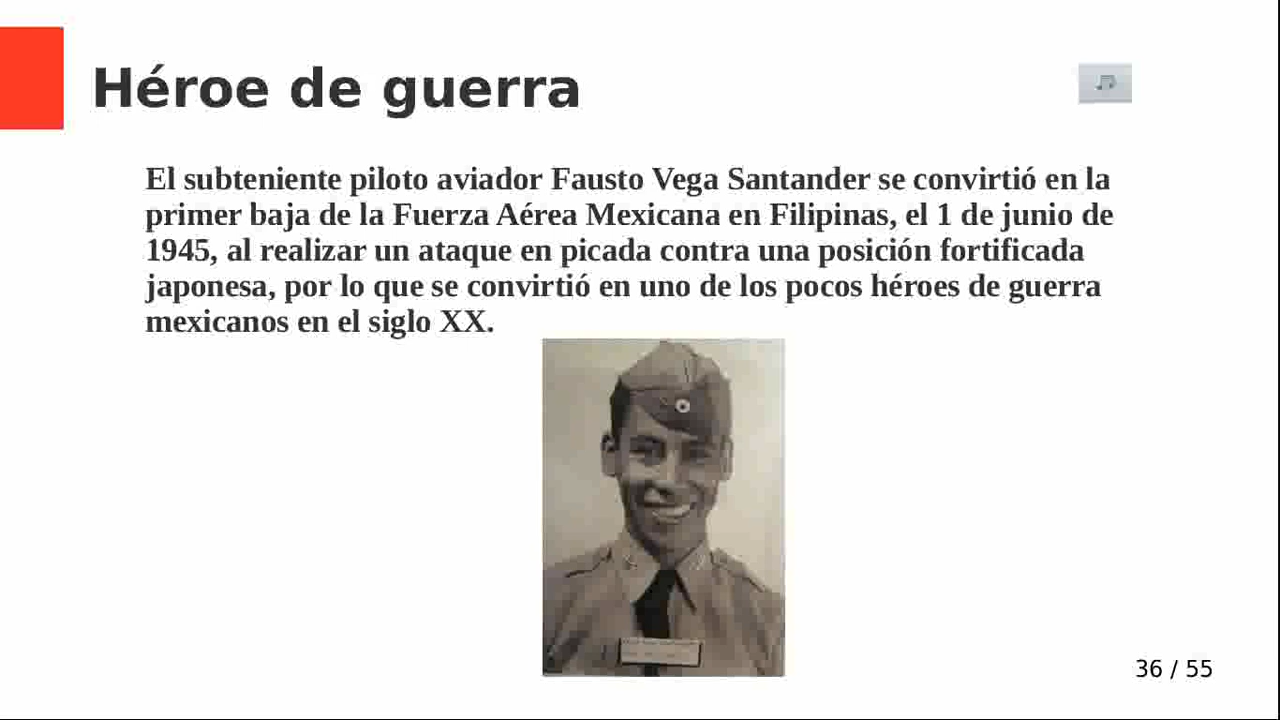 Héroe de guerra
El subteniente piloto aviador Fausto Vega Santander se convirtió en la
primer baja de la Fuerza Aérea Mexicana en Filipinas, el 1 de junio de
1945, al realizar un ataque en picada contra una posición fortificada
japonesa, por lo que se convirtió en uno de los pocos héroes de guerra
mexicanos en el siglo XX.
36 / 55